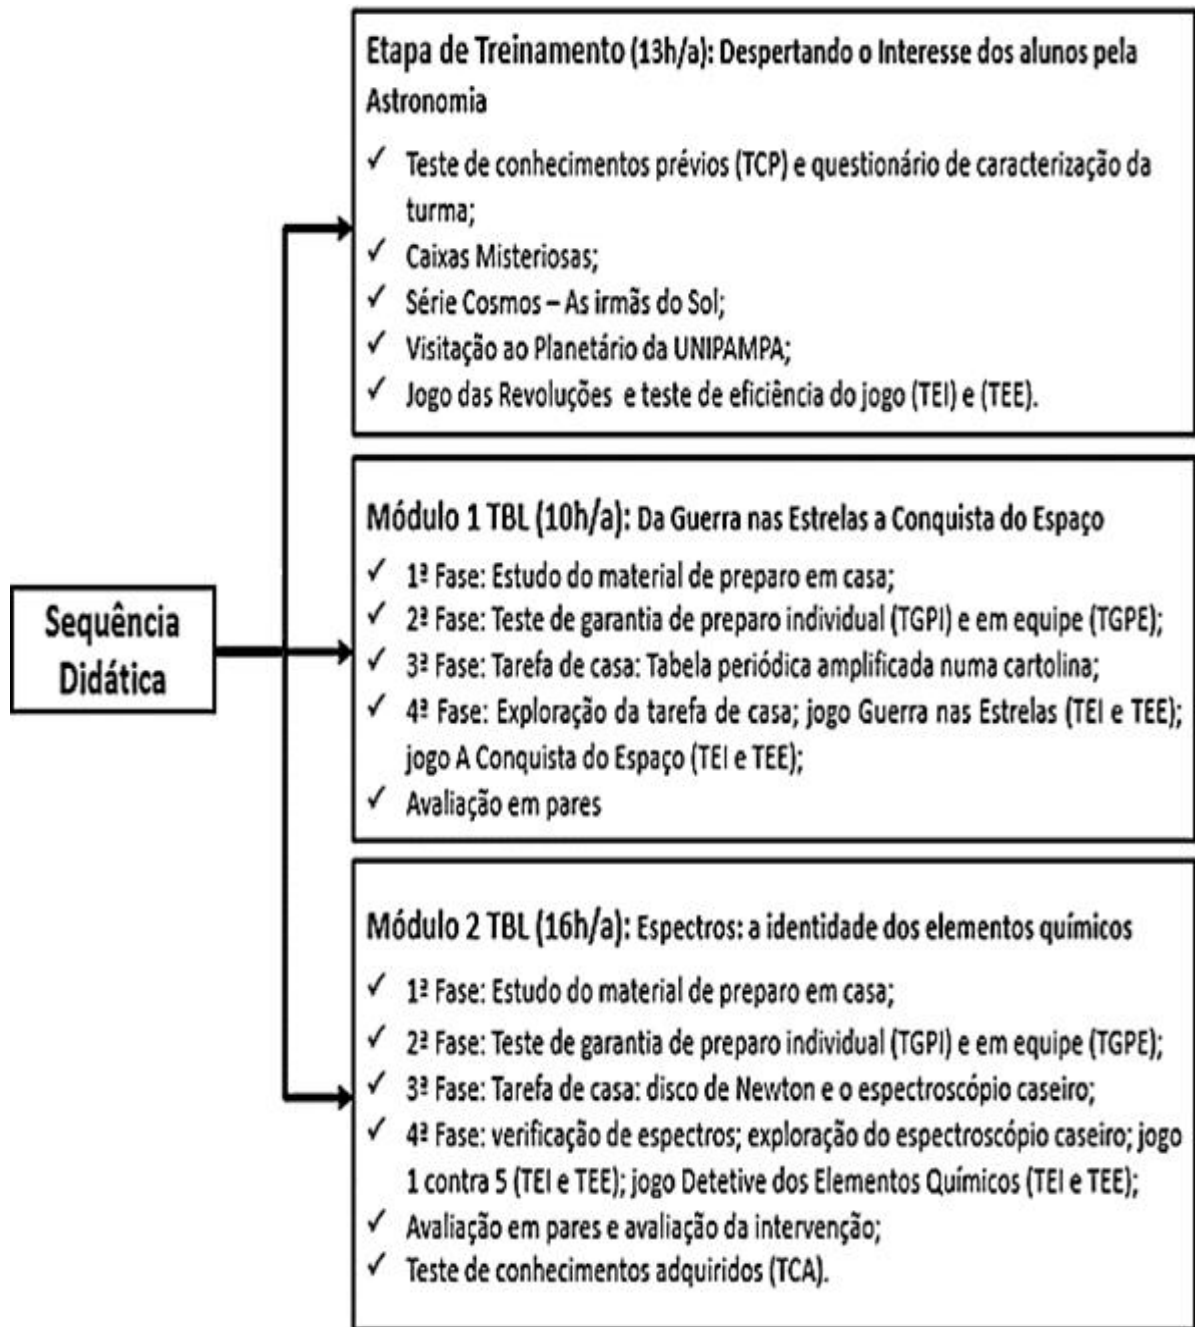 Etapa de Treinamento (13h/a): Despertando o Interesse dos alunos pela
Astronomia
✓ Teste de conhecimentos prévios (TCP) e questionário de caracterização da
turma;
✓ Caixas Misteriosas;
✓ Série Cosmos – As irmãs do Sol;
✓ Visitação ao Planetário da UNIPAMPA;
✓ Jogo das Revoluções e teste de eficiência do jogo (TEI) e (TEE).
Sequência
Didática
Módulo 1 TBL (10h/a): Da Guerra nas Estrelas a Conquista do Espaço
✓ 1ª Fase: Estudo do material de preparo em casa;
✓ 2ª Fase: Teste de garantia de preparo individual (TGPI) e em equipe (TGPE);
✓ 3ª Fase: Tarefa de casa: Tabela periódica amplificada numa cartolina;
✓ 4ª Fase: Exploração da tarefa de casa; jogo Guerra nas Estrelas (TEI e TEE);
jogo A Conquista do Espaço (TEI e TEE);
✓ Avaliação em pares
Módulo 2 TBL (16h/a): Espectros: a identidade dos elementos químicos
✓ 1ª Fase: Estudo do material de preparo em casa;
✓ 2ª Fase: Teste de garantia de preparo individual (TGPI) e em equipe (TGPE);
✓ 3ª Fase: Tarefa de casa: disco de Newton e o espectroscópio caseiro;
✓ 4ª Fase: verificação de espectros; exploração do espectroscópio caseiro; jogo
1 contra 5 (TEI e TEE); jogo Detetive dos Elementos Químicos (TEI e TEE);
✓ Avaliação em pares e avaliação da intervenção;
✓ Teste de conhecimentos adquiridos (TCA).